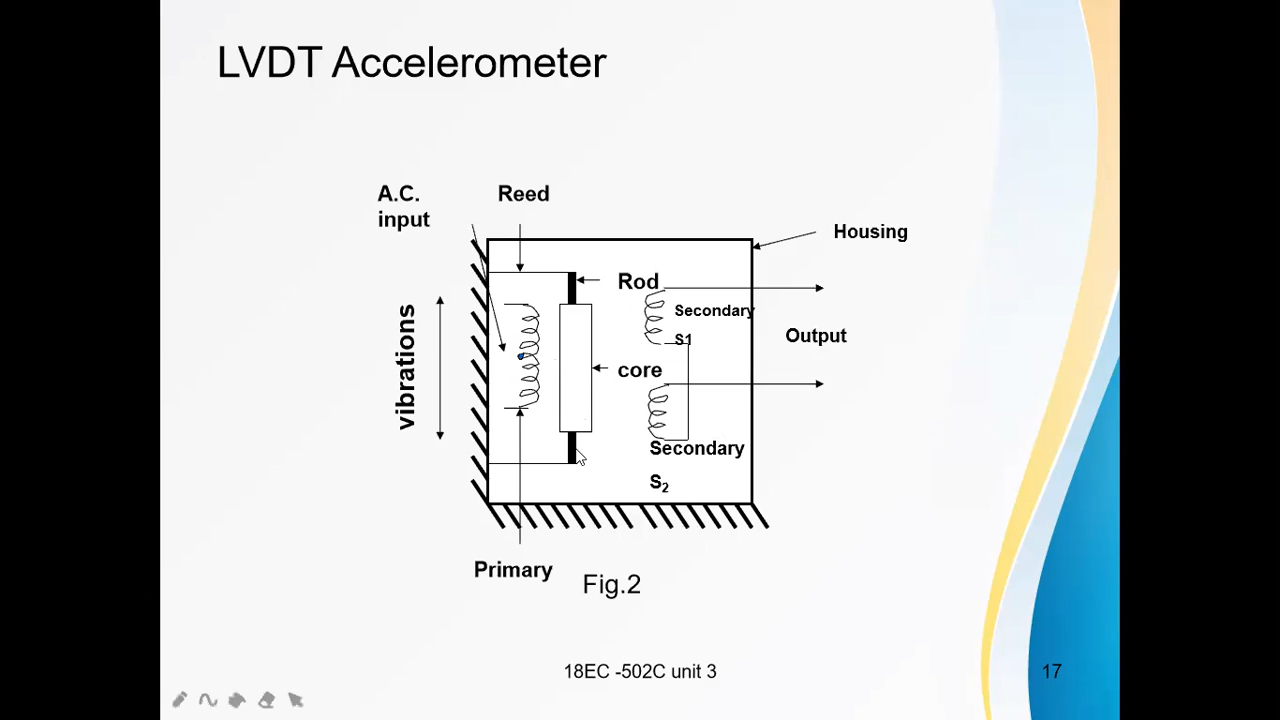 LVDT Accelerometer
A.C.
input
Reed
Housing
Rod
Secondary
S1
Output
vibrations
core
Secondary
S₂
Primary
Fig.2
18EC -502C unit 3
17